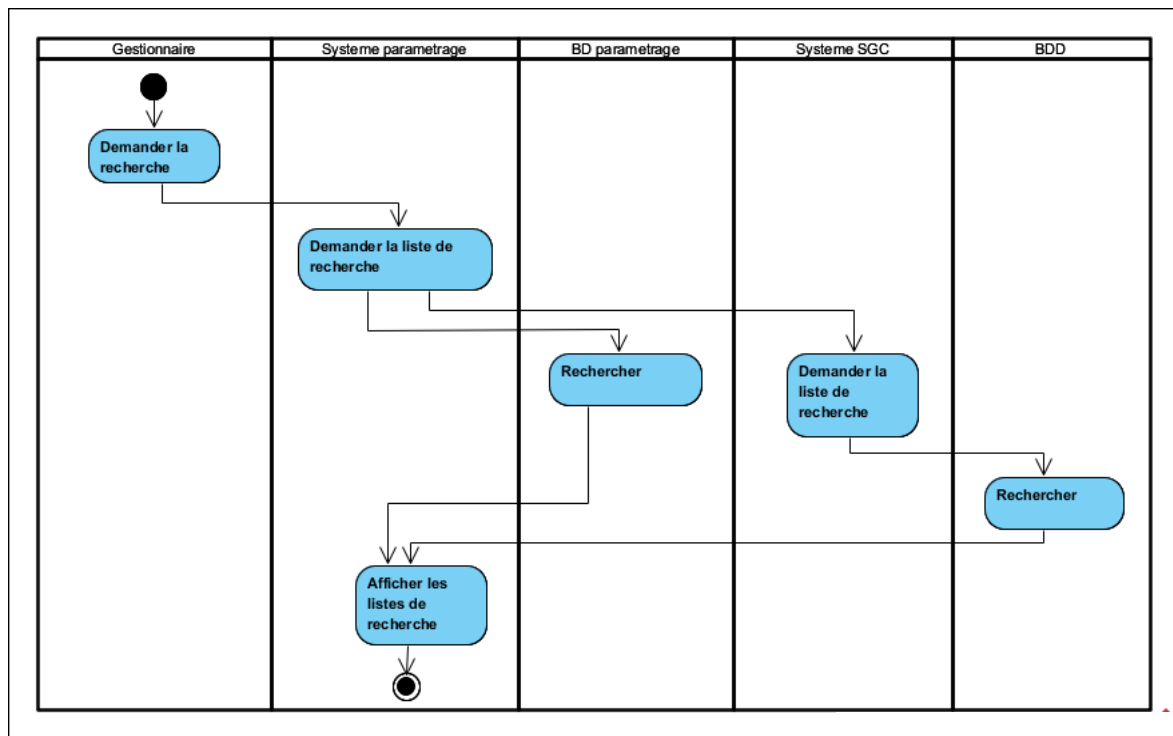 Gestionnaire
Systeme parametrage
BD parametrage
Systeme SGC
BDD
Demander la
recherche
Demander la liste de
recherche
Rechercher
Demander la
liste de
recherche
Rechercher
Afficher les
listes de
recherche